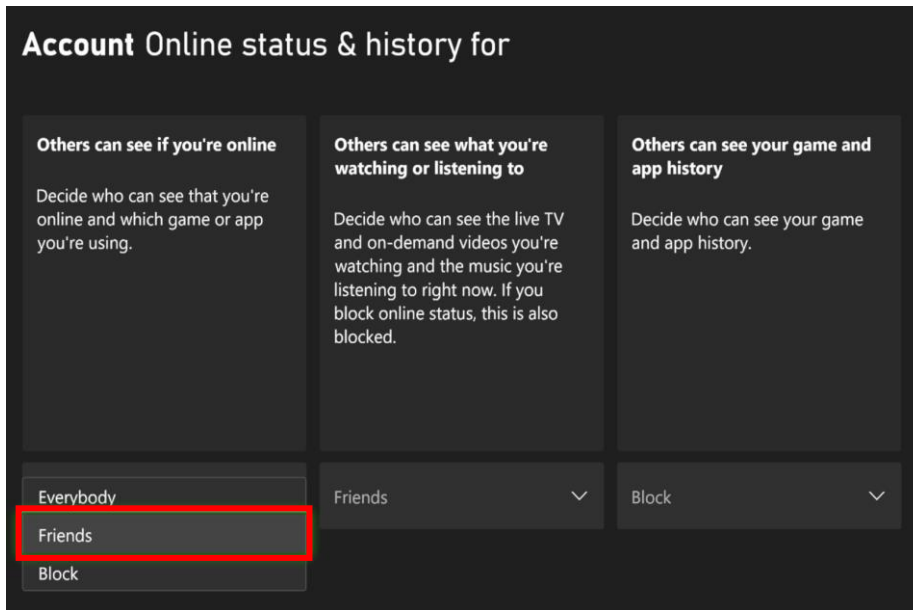 Account Online status & history for
Others can see if you're online
Decide who can see that you're
online and which game or app
you're using.
Others can see what you're
watching or listening to
Decide who can see the live TV
and on-demand videos you're
watching and the music you're
listening to right now. If you
block online status, this is also
blocked.
Others can see your game and
app history
Decide who can see your game
and app history.
Everybody
Friends
Block
Friends
Block